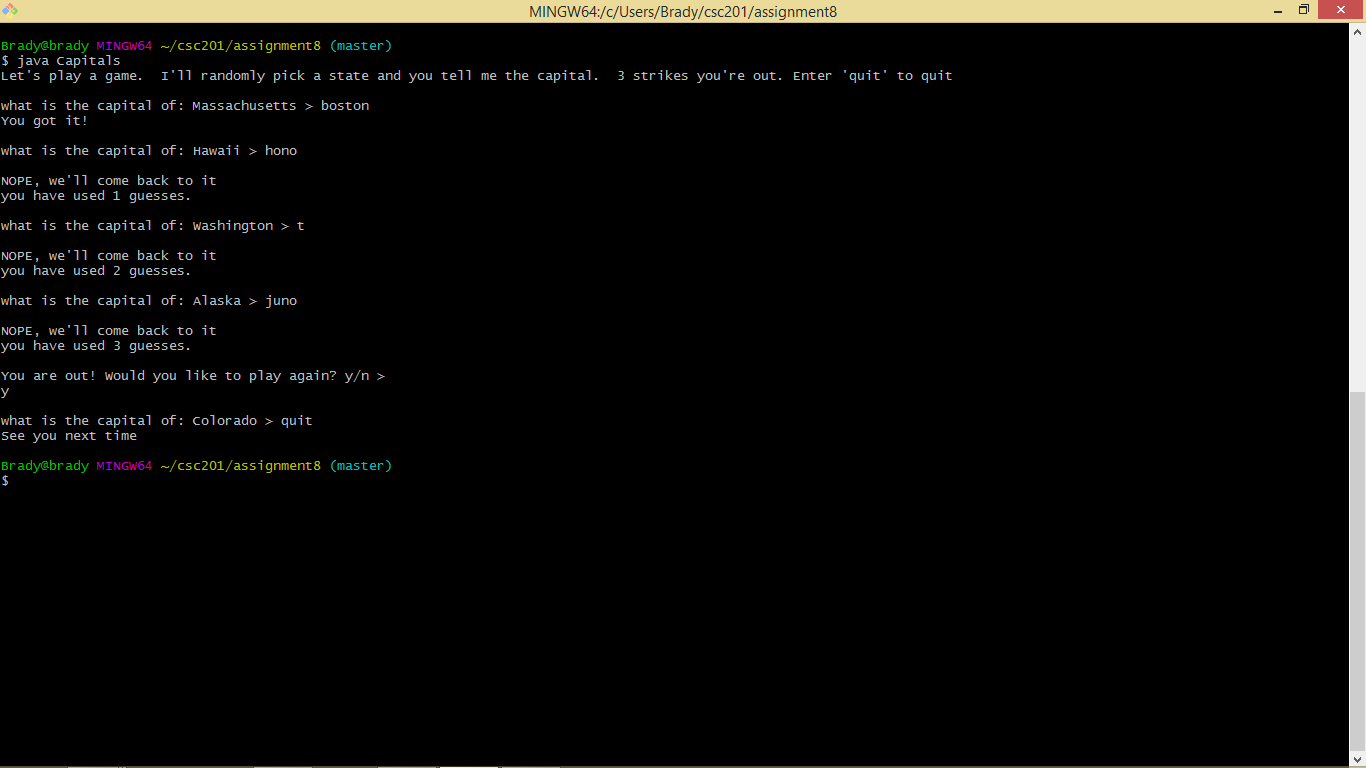 MINGW64:/c/Users/Brady/csc201/assignment8
Brady@brady MINGW64 ~/csc201/assignment8 (master)
$ java Capitals
Let's play a game.  I'll randomly pick a state and you tell me the capital.  3 strikes you're out. Enter 'quit' to quit
what is the capital of: Massachusetts > boston
You got it!
what is the capital of: Hawaii > hono
NOPE, we'll come back to it
you have used 1 guesses.
what is the capital of: Washington > t
NOPE, we'll come back to it
you have used 2 guesses.
what is the capital of: Alaska > juno
NOPE, we'll come back to it
you have used 3 guesses.
You are out! Would you like to play again? y/n >
y
what is the capital of: Colorado > quit
See you next time
Brady@brady MINGW64 ~/csc201/assignment8 (master)
$